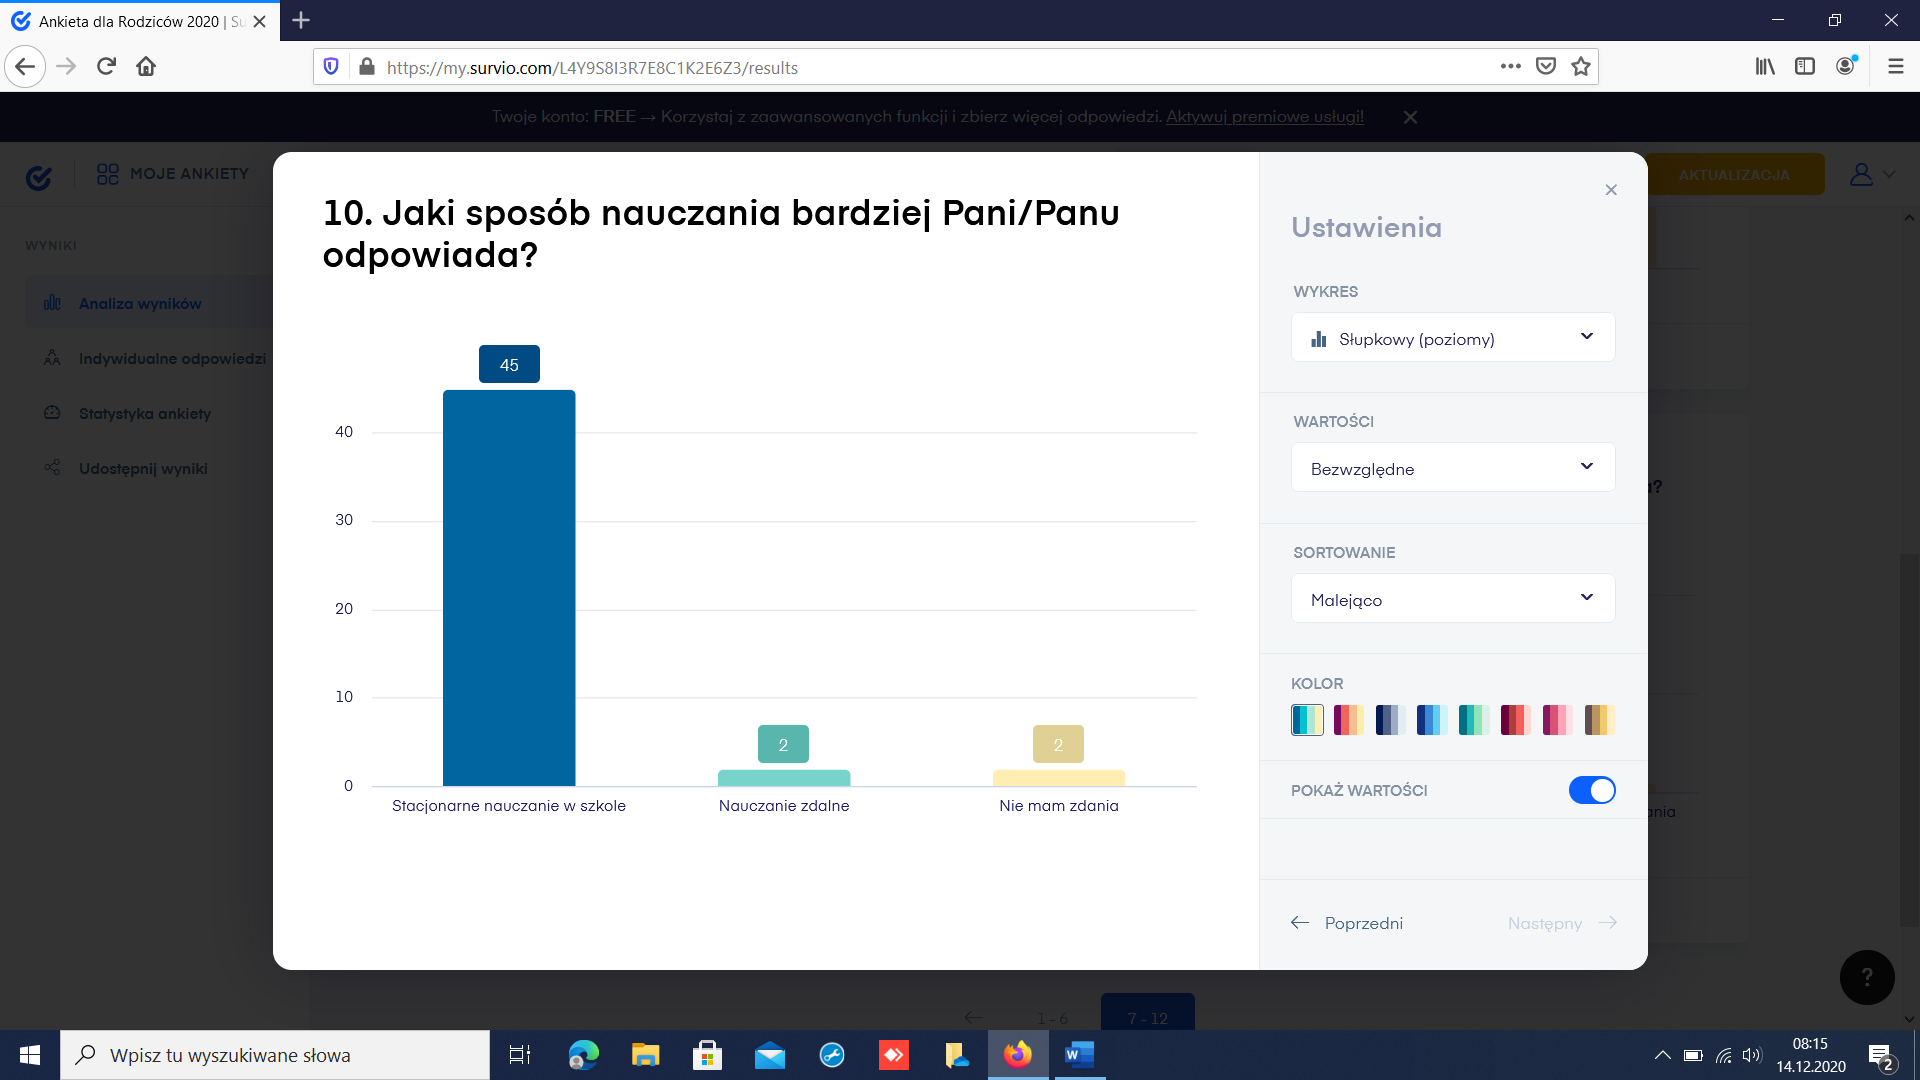 Ankieta dla Rodziców 2020 | Su
https://my.survio.com/L4Y9S8I3R7E8C1K2E6Z3/results
Twoje konto: FREE → Korzystaj z zaawansowanych funkcji i zbierz więcej odpowiedzi. Aktywuj premiowe usługi!
MOJE ANKIETY
AKTUALIZACJA
WYNIKI
Analiza wyników
Indywidualne odpowiedzi
Statystyka ankiety
Udostępnij wyniki
10. Jaki sposób nauczania bardziej Pani/Panu
odpowiada?
45
40
30
20
10
0
2
2
Stacjonarne nauczanie w szkole
Nauczanie zdalne
Nie mam zdania
Ustawienia
WYKRES
Słupkowy (poziomy)
WARTOŚCI
Bezwzględne
SORTOWANIE
Malejąco
KOLOR
POKAŻ WARTOŚCI
Poprzedni
Następny
?
1 - 6
7 - 12
Wpisz tu wyszukiwane słowa
08:15
14.12.2020
2